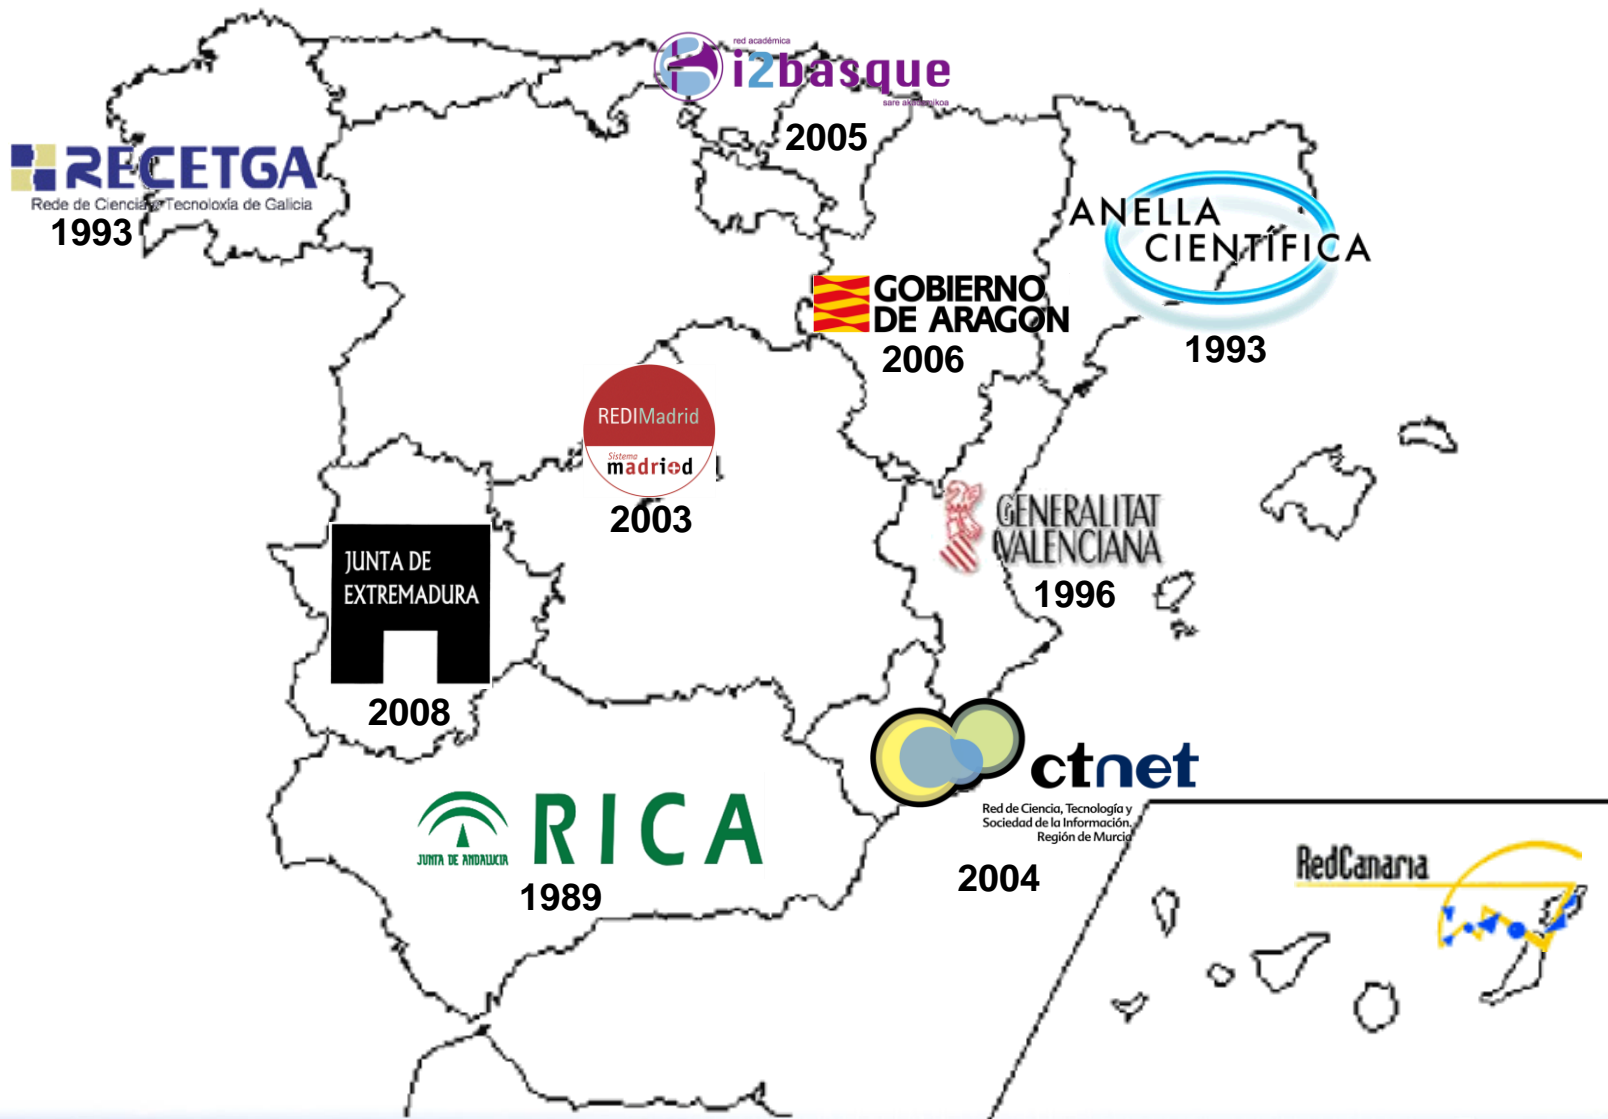 red académica
i2basque
sare akademikoa
2005
RECETGA
Rede de Ciencia e Tecnoloxía de Galicia
1993
ANELLA
CIENTÍFICA
1993
GOBIERNO
DE ARAGON
2006
REDIMadrid
Sistema
madri+d
2003
GENERALITAT
VALENCIANA
1996
JUNTA DE
EXTREMADURA
2008
ctnet
Red de Ciencia, Tecnología y
Sociedad de la Información.
Región de Murcia
2004
RICA
JUNTA DE ANDALUCIA
1989
RedCanaria